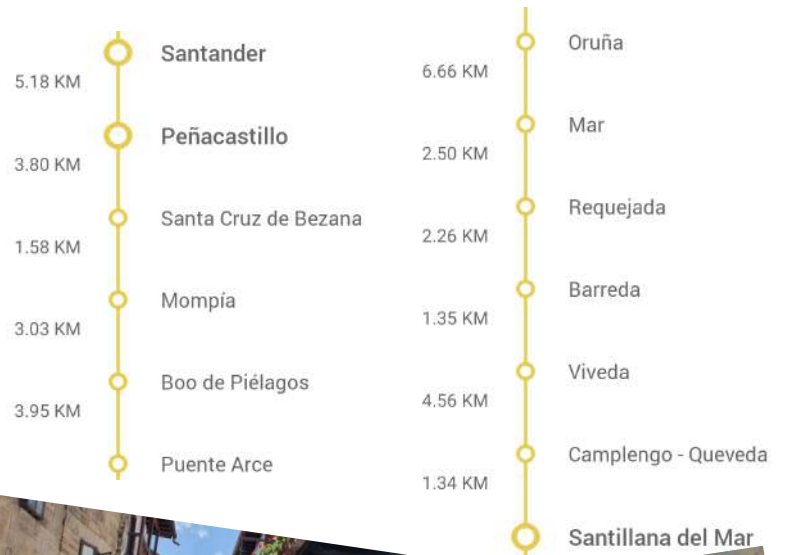 Santander
5.18 KM
Peñacastillo
3.80 KM
Santa Cruz de Bezana
1.58 KM
Mompía
3.03 KM
Boo de Piélagos
3.95 KM
Puente Arce
Oruña
6.66 KM
Mar
2.50 KM
Requejada
2.26 KM
Barreda
1.35 KM
Viveda
4.56 KM
Camplengo - Queveda
1.34 KM
Santillana del Mar